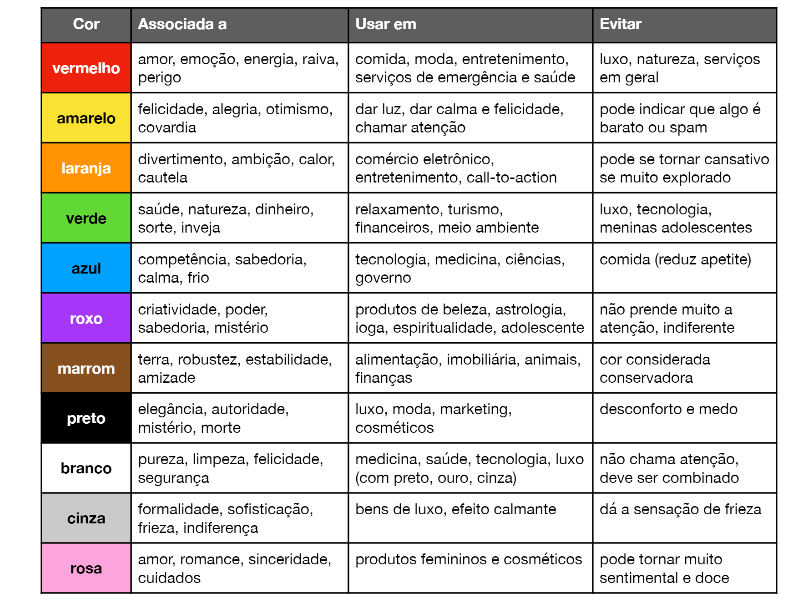 Cor Associada a Usar em Evitar
vermelho
amor, emoção, energia, raiva,
perigo
comida, moda, entretenimento,
serviços de emergência e saúde
luxo, natureza, serviços
em geral
amarelo
felicidade, alegria, otimismo,
covardia
dar luz, dar calma e felicidade,
chamar atenção
pode indicar que algo é
barato ou spam
laranja
divertimento, ambição, calor,
cautela
comércio eletrônico,
entretenimento, call-to-action
pode se tornar cansativo
se muito explorado
verde
saúde, natureza, dinheiro,
sorte, inveja
relaxamento, turismo,
financeiros, meio ambiente
luxo, tecnologia,
meninas adolescentes
azul
competência, sabedoria,
calma, frio
tecnologia, medicina, ciências,
governo
comida (reduz apetite)
roxo
criatividade, poder,
sabedoria, mistério
produtos de beleza, astrologia,
ioga, espiritualidade, adolescente
não prende muito a
atenção, indiferente
marrom
terra, robustez, estabilidade,
amizade
alimentação, imobiliária, animais,
finanças
cor considerada
conservadora
preto
elegância, autoridade,
mistério, morte
luxo, moda, marketing,
cosméticos
desconforto e medo
branco
pureza, limpeza, felicidade,
segurança
medicina, saúde, tecnologia, luxo
(com preto, ouro, cinza)
não chama atenção,
deve ser combinado
cinza
formalidade, sofisticação,
frieza, indiferença
bens de luxo, efeito calmante
dá a sensação de frieza
rosa
amor, romance, sinceridade,
cuidados
produtos femininos e cosméticos
pode tornar muito
sentimental e doce